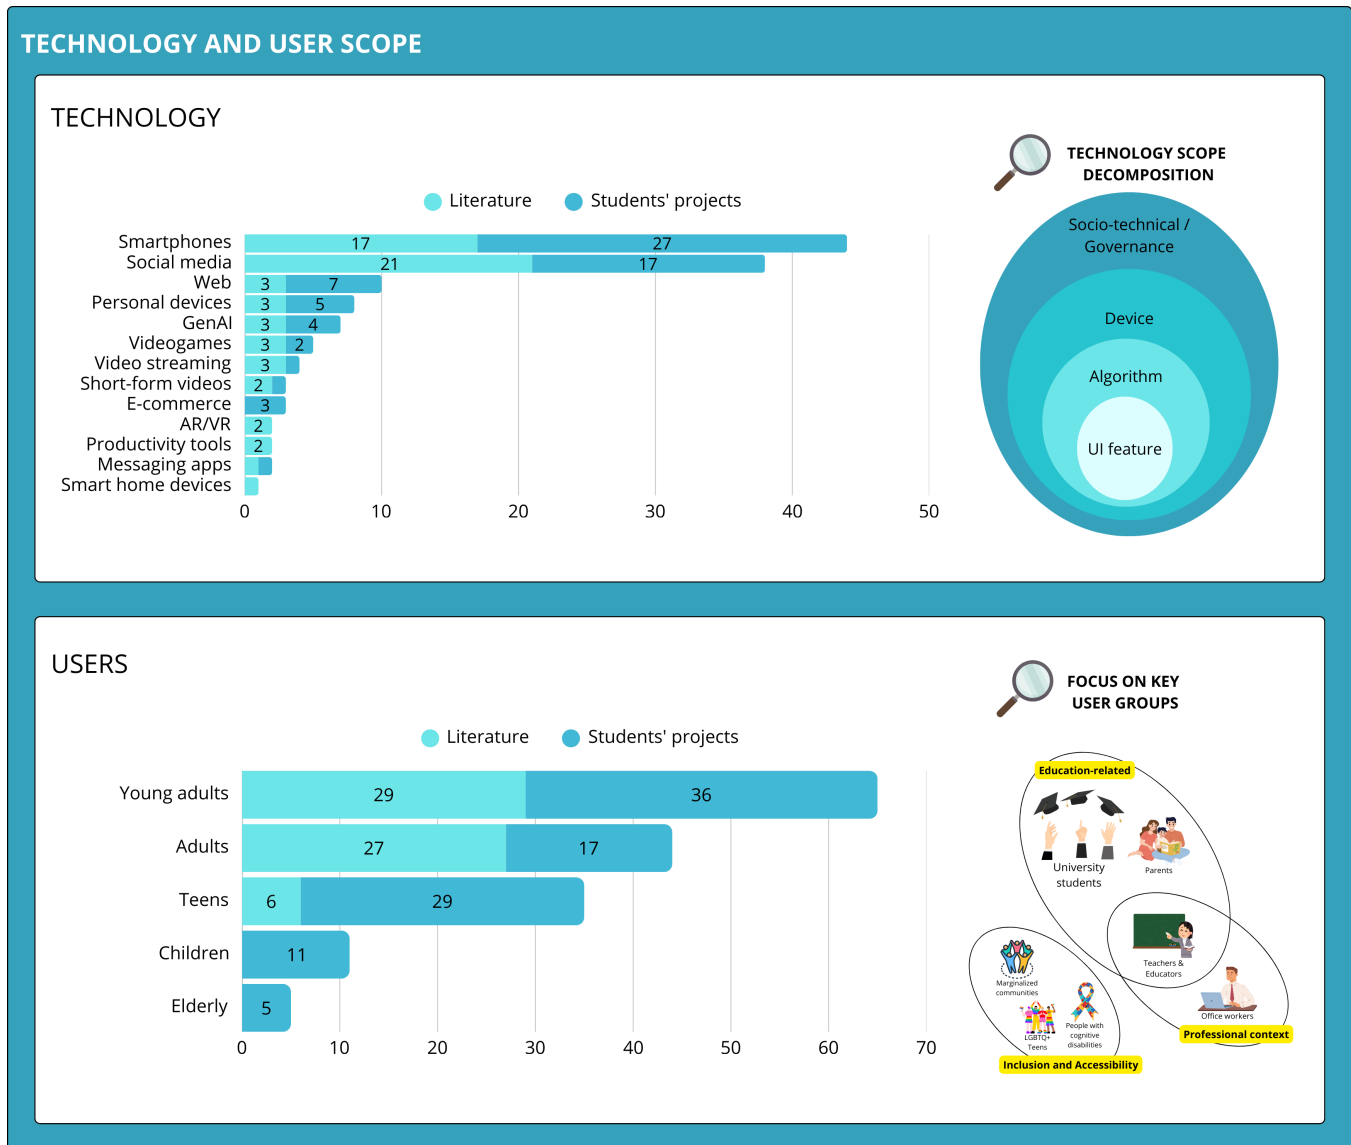 TECHNOLOGY AND USER SCOPE
TECHNOLOGY
TECHNOLOGY SCOPE
DECOMPOSITION
Literature
Students' projects
Smartphones
17
27
Social media
21
17
Web
3
7
Personal devices
3
5
GenAI
3
4
Videogames
3
2
Video streaming
3
Short-form videos
2
E-commerce
3
AR/VR
2
Productivity tools
2
Messaging apps
Smart home devices
0
10
20
30
40
50
Socio-technical /
Governance
Device
Algorithm
UI feature
USERS
FOCUS ON KEY
USER GROUPS
Literature
Students' projects
Young adults
29
36
Adults
27
17
Teens
6
29
Children
11
Elderly
5
0
10
20
30
40
50
60
70
Education-related
University
students
Parents
Teachers &
Educators
Office workers
Professional context
Marginalized
communities
LGBTQ+
Teens
People with
cognitive
disabilities
Inclusion and Accessibility